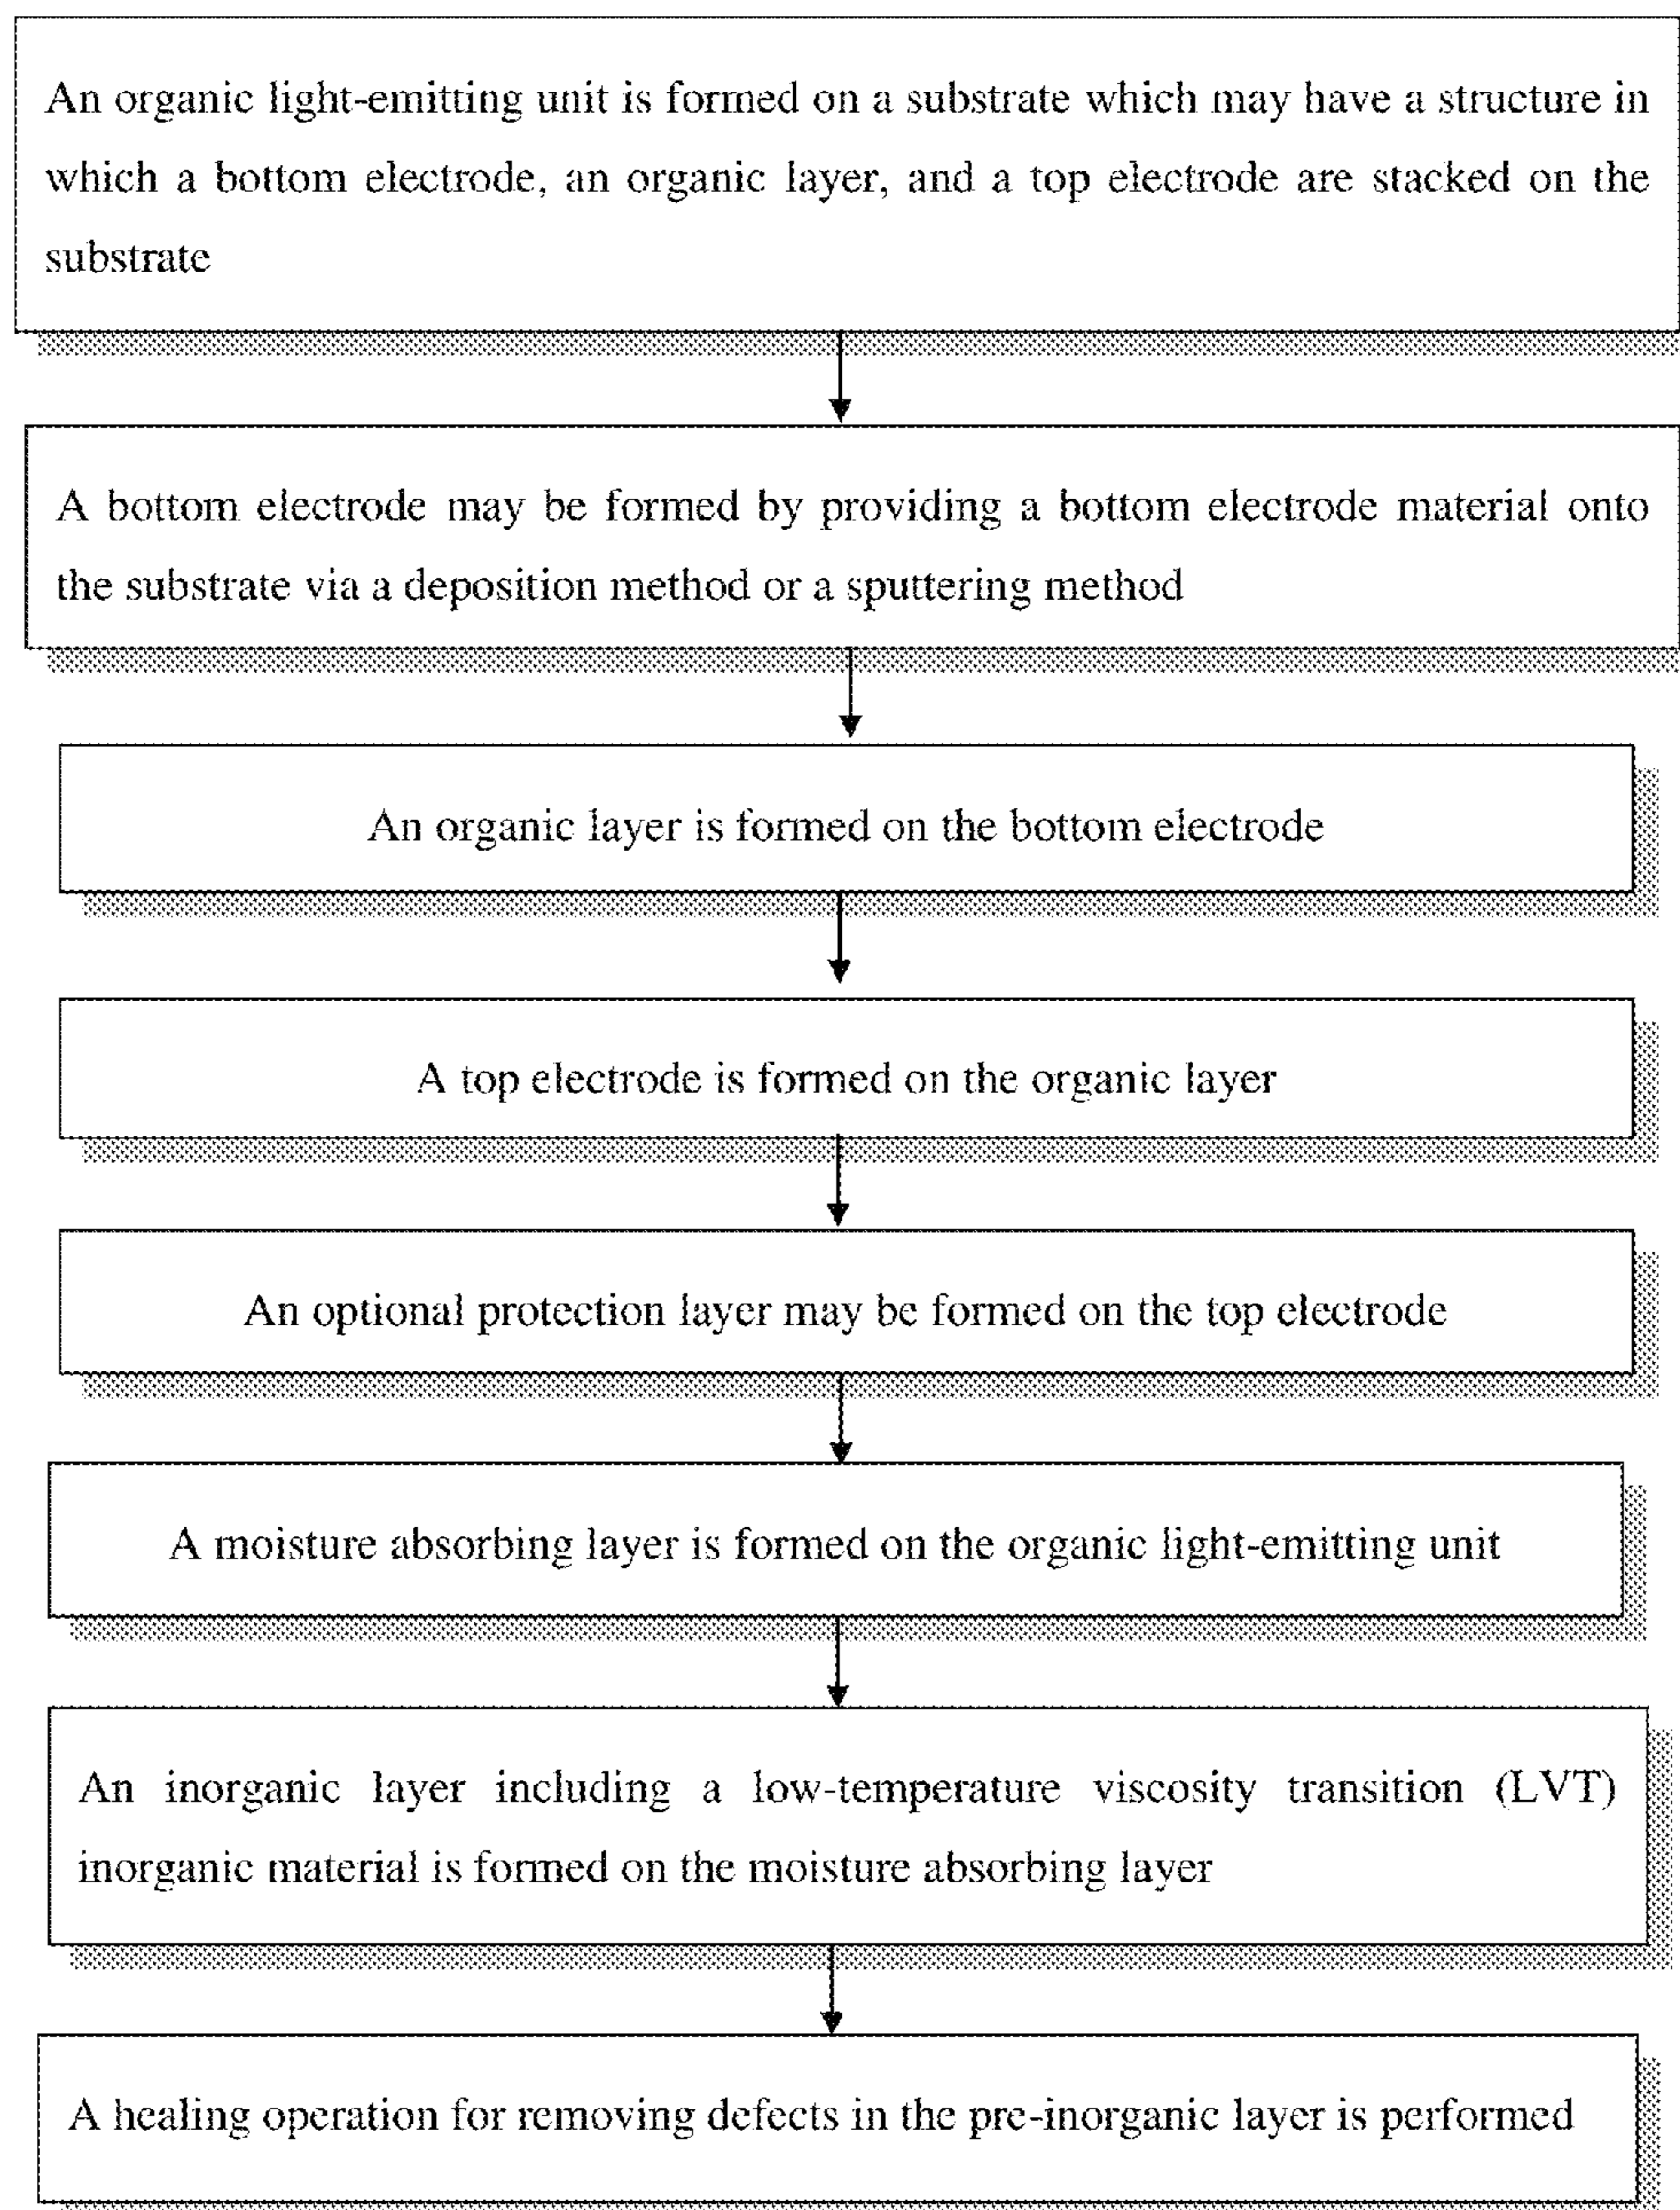 An organic light-emitting unit is formed on a substrate which may have a structure in
which a bottom electrode, an organic layer, and a top electrode are stacked on the
substrate
A bottom electrode may be formed by providing a bottom electrode material onto
the substrate via a deposition method or a sputtering method
An organic layer is formed on the bottom electrode
A top electrode is formed on the organic layer
An optional protection layer may be formed on the top electrode
A moisture absorbing layer is formed on the organic light-emitting unit
An inorganic layer including a low-temperature viscosity transition (LVT)
inorganic material is formed on the moisture absorbing layer
A healing operation for removing defects in the pre-inorganic layer is performed